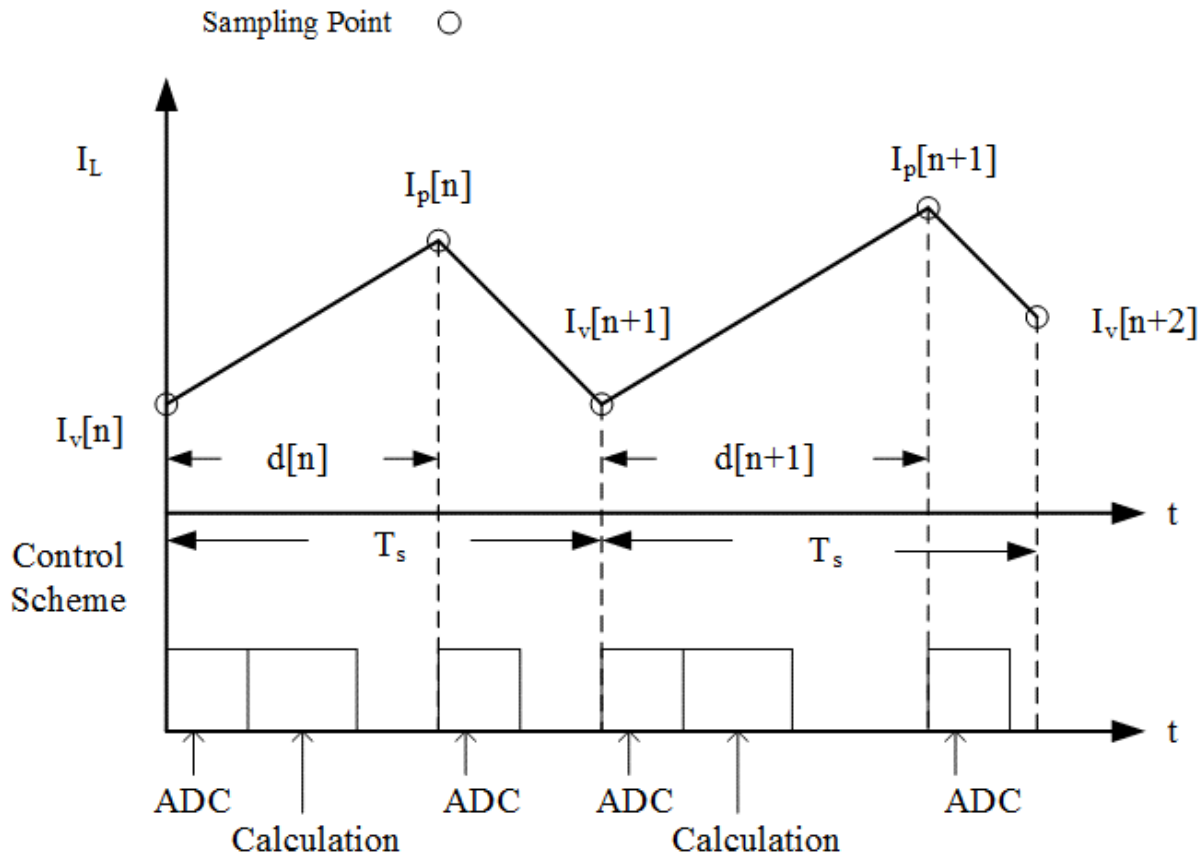 Sampling Point
I_L
I_p[n]
I_p[n+1]
I_v[n+1]
I_v[n+2]
I_v[n]
d[n]
d[n+1]
t
T_s
T_s
Control
Scheme
t
ADC
ADC
ADC
ADC
Calculation
Calculation